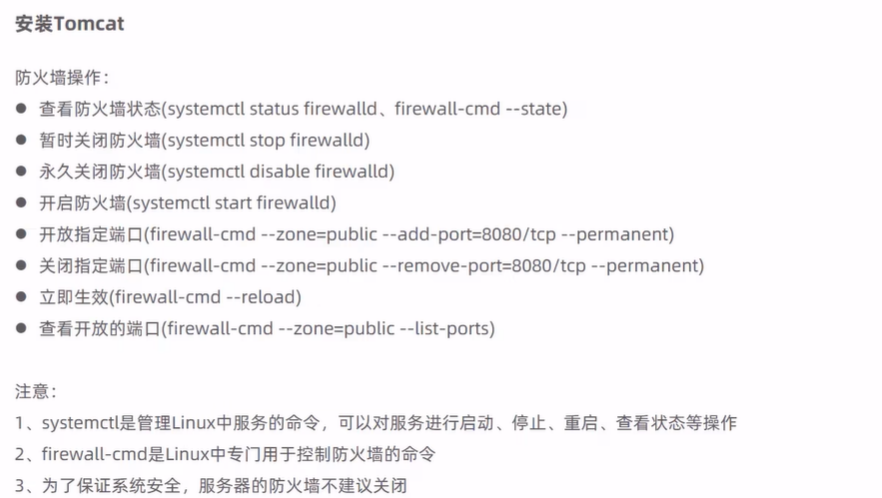 安装Tomcat
防火墙操作：
● 查看防火墙状态(systemctl status firewalld、firewall-cmd --state)
● 暂时关闭防火墙(systemctl stop firewalld)
● 永久关闭防火墙(systemctl disable firewalld)
● 开启防火墙(systemctl start firewalld)
● 开放指定端口(firewall-cmd --zone=public --add-port=8080/tcp --permanent)
● 关闭指定端口(firewall-cmd --zone=public --remove-port=8080/tcp --permanent)
● 立即生效(firewall-cmd --reload)
● 查看开放的端口(firewall-cmd --zone=public --list-ports)
注意：
1、systemctl是管理Linux中服务的命令，可以对服务进行启动、停止、重启、查看状态等操作
2、firewall-cmd是Linux中专门用于控制防火墙的命令
3、为了保证系统安全，服务器的防火墙不建议关闭